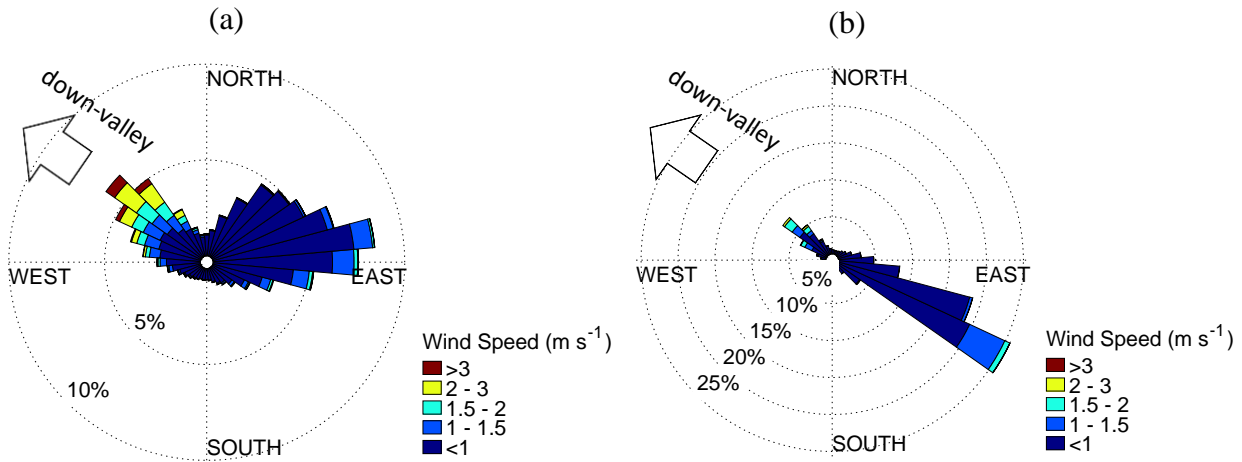 (a)
NORTH
down-valley
WEST
EAST
5%
10%
SOUTH
Wind Speed (m s⁻¹)
>3
2 - 3
1.5 - 2
1 - 1.5
<1
(b)
NORTH
down-valley
WEST
EAST
5%
10%
15%
20%
25%
SOUTH
Wind Speed (m s⁻¹)
>3
2 - 3
1.5 - 2
1 - 1.5
<1